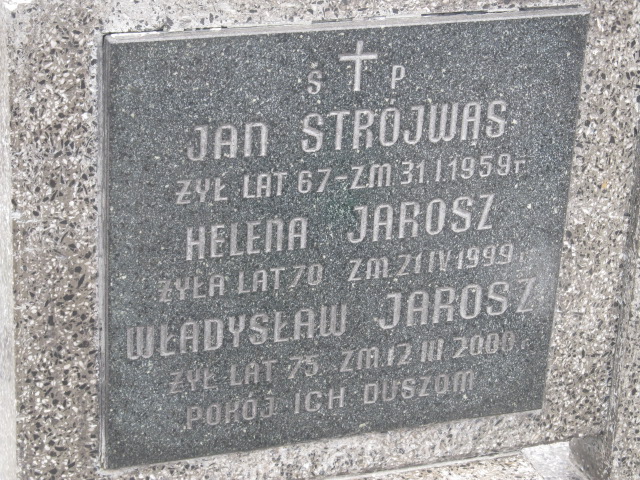 Ś P
JAN STRÓJWĄS
ŻYŁ LAT 67-ZM. 31 I. 1959 r
HELENA JAROSZ
ŻYŁA LAT 70 ZM. 21 IV 1999 r.
WŁADYSŁAW JAROSZ
ŻYŁ LAT 75 ZM. 12 III 2000 r.
POKÓJ ICH DUSZOM